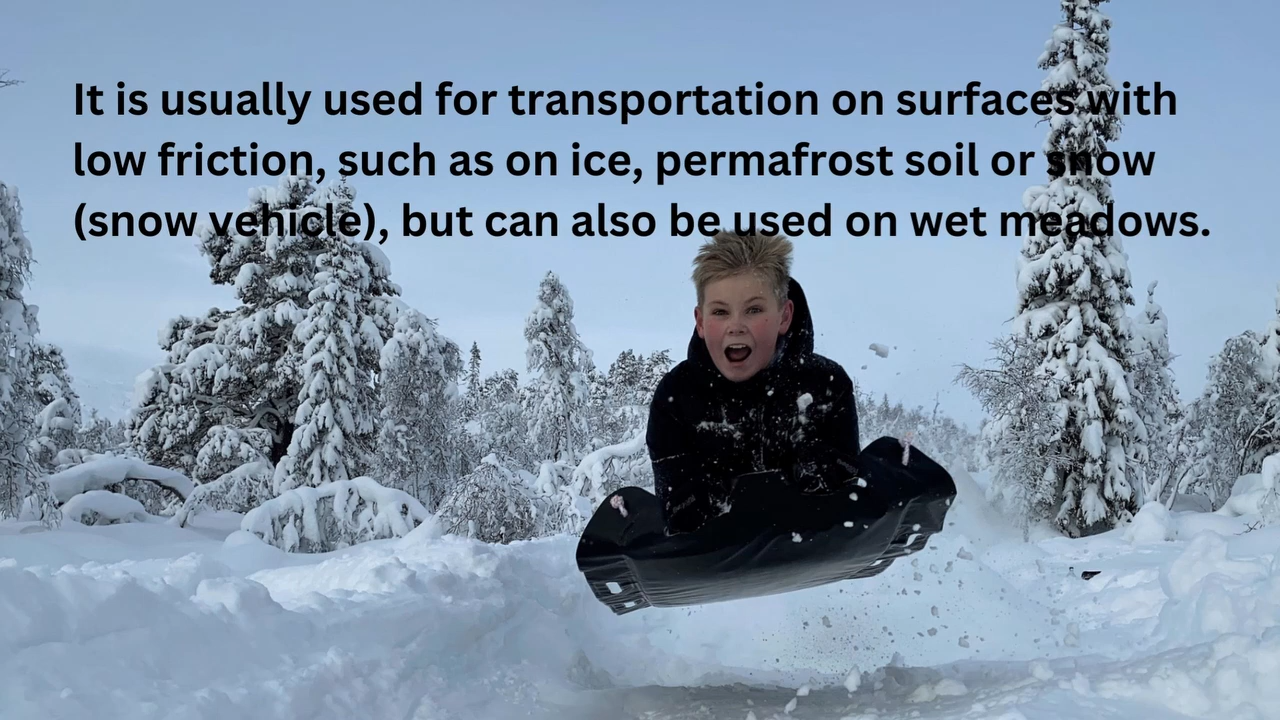 It is usually used for transportation on surfaces with
low friction, such as on ice, permafrost soil or snow
(snow vehicle), but can also be used on wet meadows.